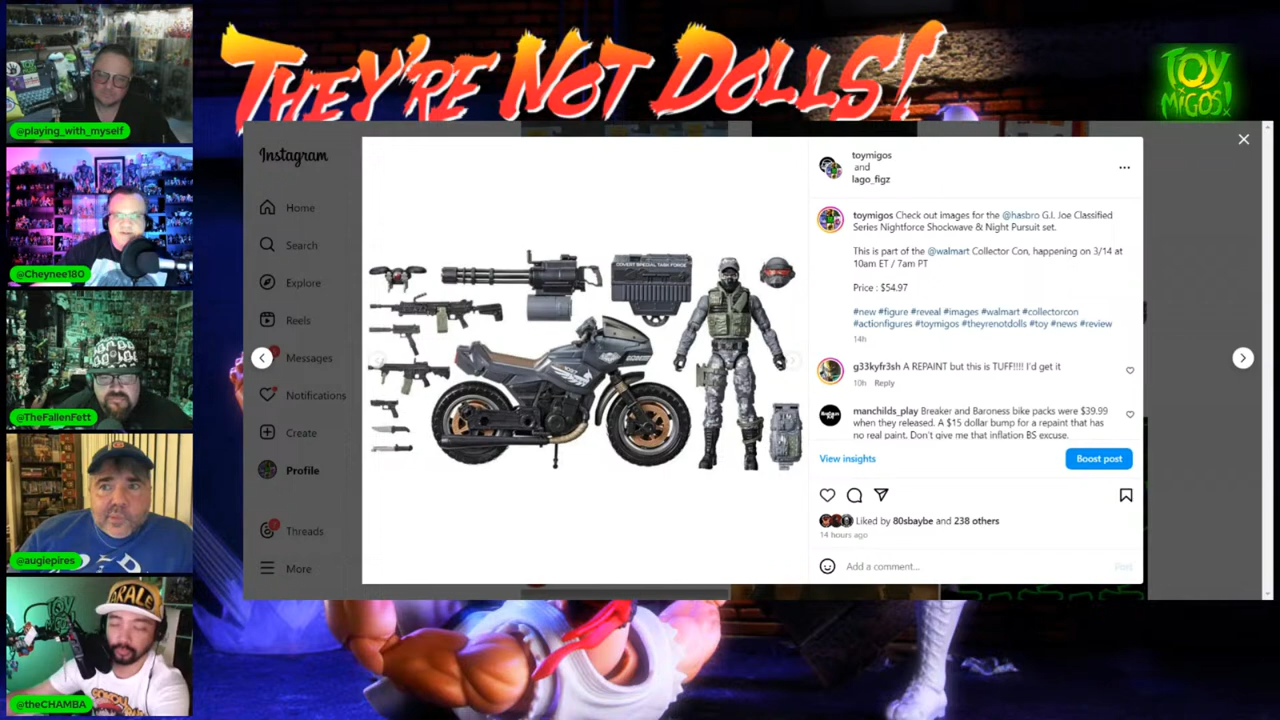 THEY'RE NOT DOLLS!
TOY
MIGOS!
@playing_with_myself
@Cheynee180
@TheFallenFett
@augiepires
ORALE
@theCHAMBA
Instagram
Home
Search
Explore
Reels
Messages
Notifications
Create
Profile
Threads
More
COVERT SPECIAL TASK FORCE
toymigos
and
lago_figz
toymigos Check out images for the @hasbro G.I. Joe Classified
Series Nightforce Shockwave & Night Pursuit set.
This is part of the @walmart Collector Con, happening on 3/14 at
10am ET / 7am PT
Price : $54.97
#new #figure #reveal #images #walmart #collectorcon
#actionfigures #toymigos #theyrenotdolls #toy #news #review
14h
g33kyfr3sh A REPAINT but this is TUFF!!!! I'd get it
10h Reply
manchilds_play Breaker and Baroness bike packs were $39.99
when they released. A $15 dollar bump for a repaint that has
no real paint. Don't give me that inflation BS excuse.
View insights
Boost post
Liked by 80sbaybe and 238 others
14 hours ago
Add a comment...
Post